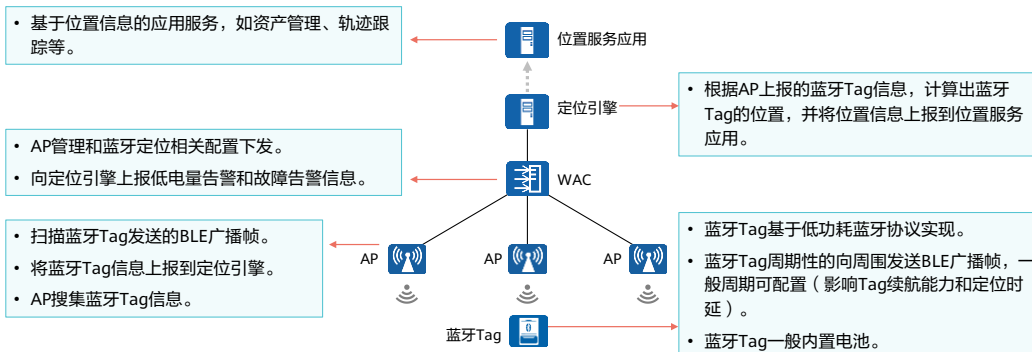 • 基于位置信息的应用服务，如资产管理、轨迹跟
踪等。
位置服务应用
定位引擎
• 根据AP上报的蓝牙Tag信息，计算出蓝牙
Tag的位置，并将位置信息上报到位置服务
应用。
• AP管理和蓝牙定位相关配置下发。
• 向定位引擎上报低电量告警和故障告警信息。
WAC
• 扫描蓝牙Tag发送的BLE广播帧。
• 将蓝牙Tag信息上报到定位引擎。
• AP搜集蓝牙Tag信息。
AP
AP
AP
• 蓝牙Tag基于低功耗蓝牙协议实现。
• 蓝牙Tag周期性的向周围发送BLE广播帧，一
般周期可配置（影响Tag续航能力和定位时
延）。
• 蓝牙Tag一般内置电池。
蓝牙Tag